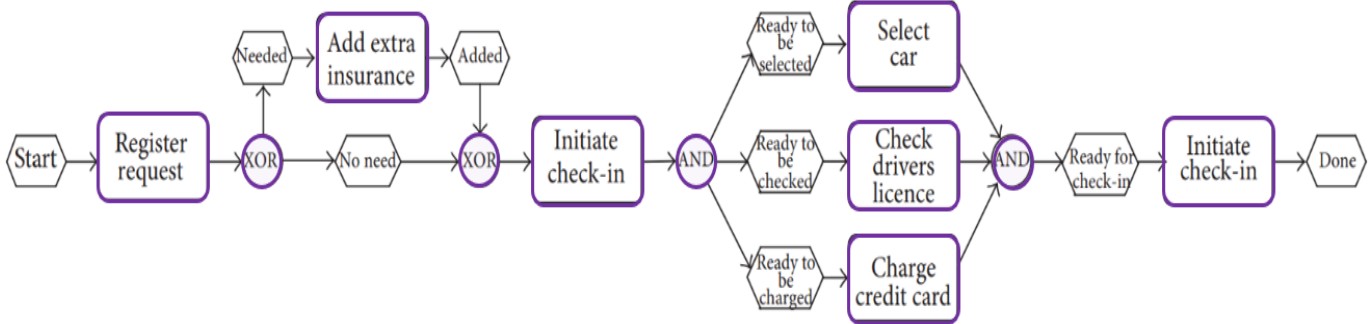 Start
Register
request
XOR
Needed
Add extra
insurance
Added
No need
XOR
Initiate
check-in
AND
Ready to
be
selected
Select
car
Ready to
be
checked
Check
drivers
licence
Ready to
be
charged
Charge
credit card
AND
Ready for
check-in
Initiate
check-in
Done